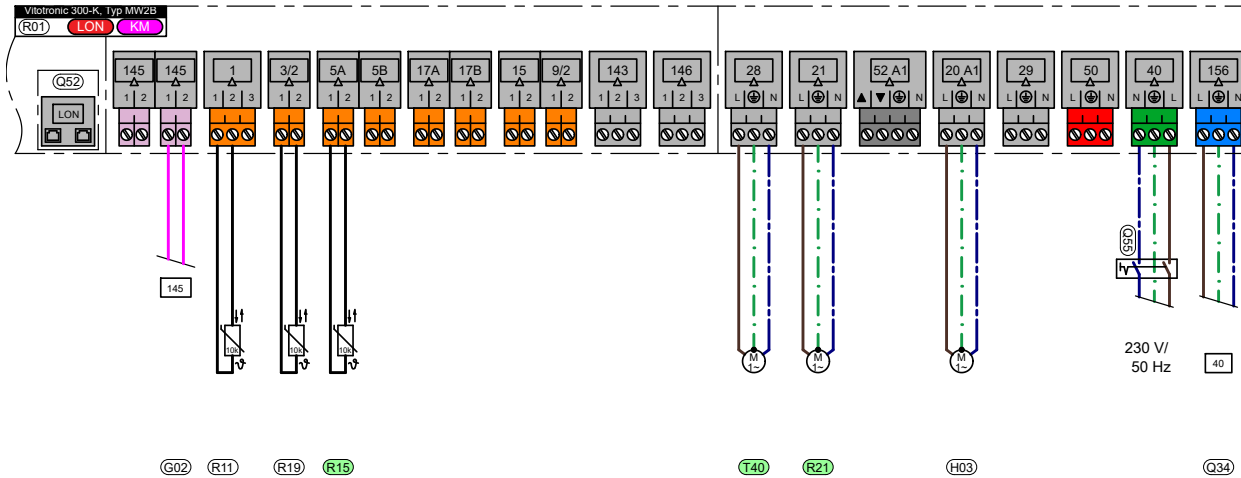 Vitotronic 300-K, Typ MW2B
R01 LON KM
Q52
LON
145 145 1 3/2 5A 5B 17A 17B 15 9/2 143 146 28 21 52 A1 20 A1 29 50 40 156
1 2 1 2 1 2 3 1 2 1 2 1 2 1 2 1 2 1 2 1 2 1 2 3 1 2 3 L N L N ▲ ▼ N L N L N L N N L L N
Q55
145
10k 10k 10k
ϑ ϑ ϑ
M M M
1~ 1~ 1~
230 V/
50 Hz
40
G02 R11 R19 R15 T40 R21 H03 Q34